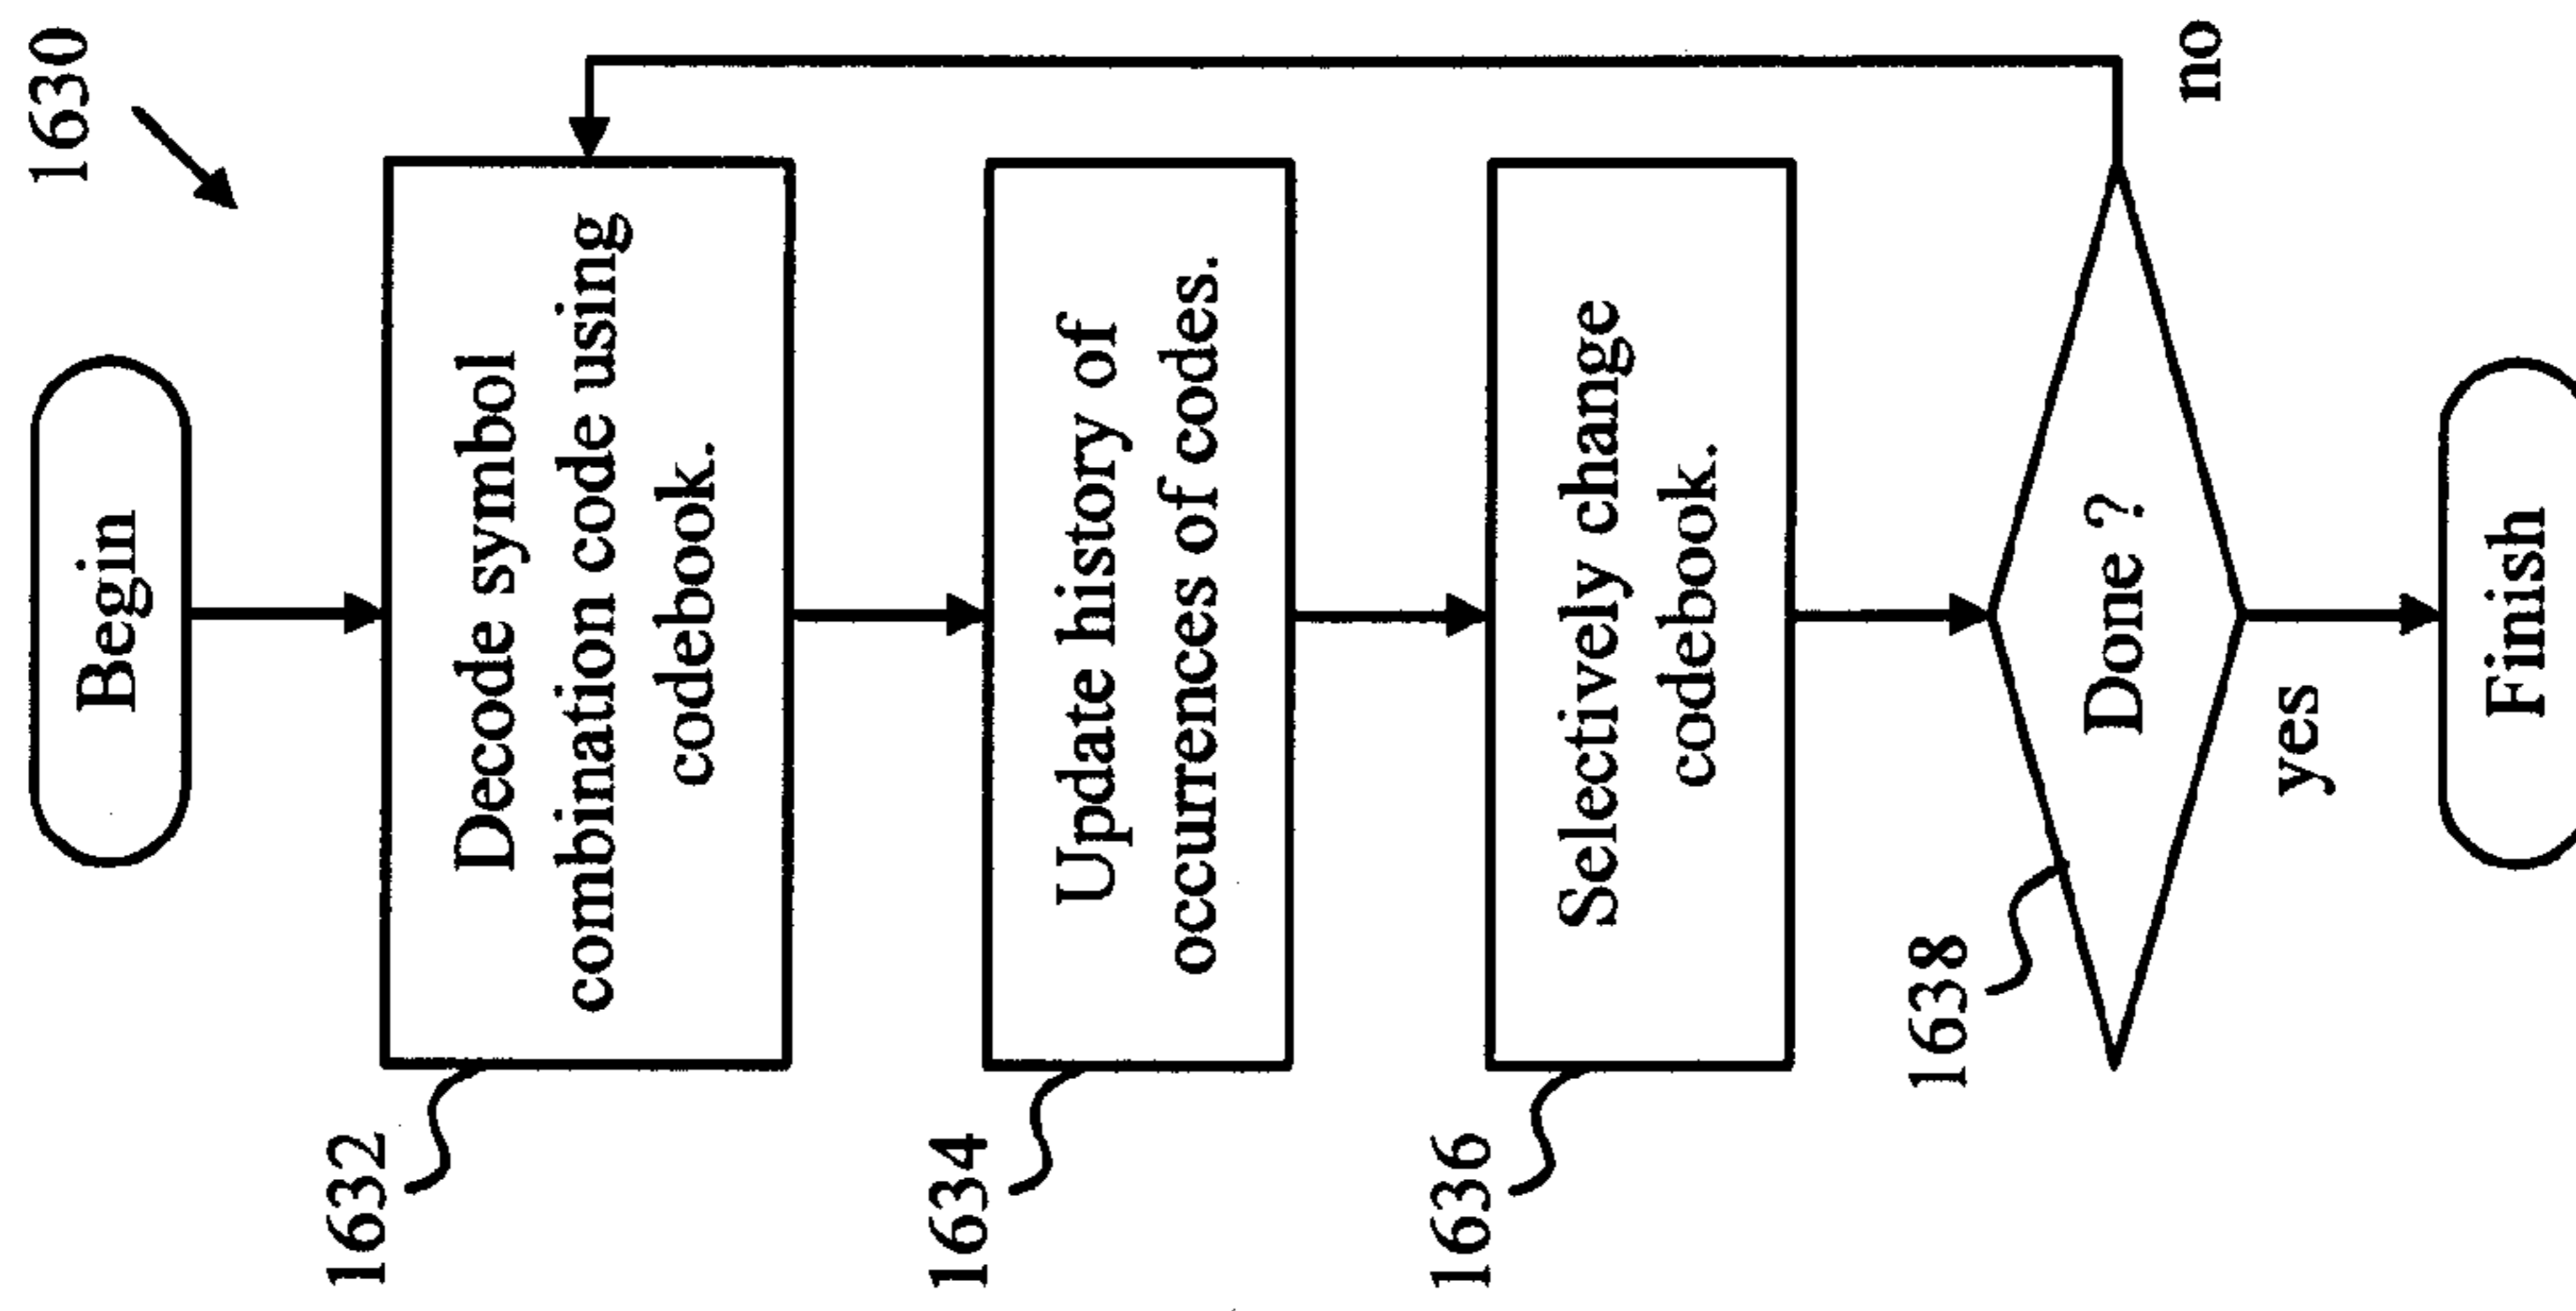 1630
Begin
1632
Decode symbol
combination code using
codebook.
1634
Update history of
occurrences of codes.
1636
Selectively change
codebook.
1638
Done ?
no
yes
Finish